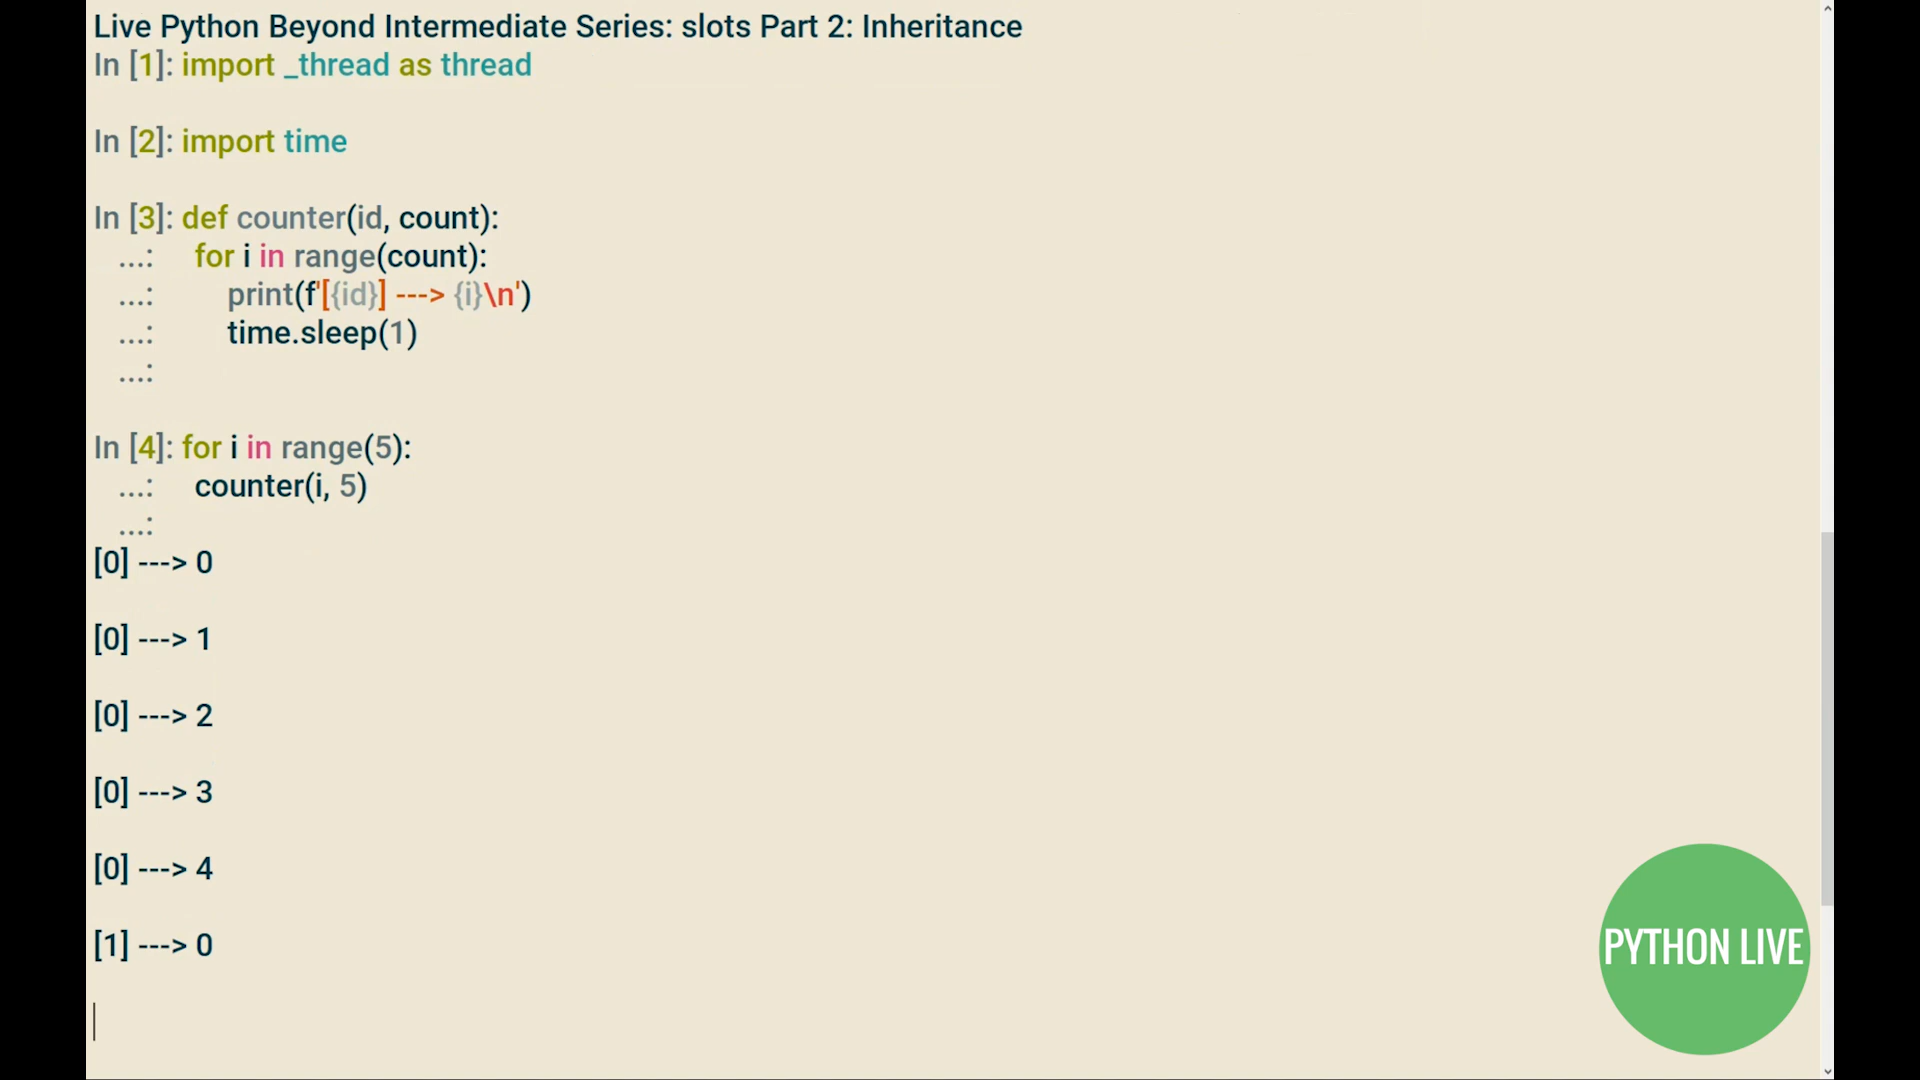 Live Python Beyond Intermediate Series: slots Part 2: Inheritance
In [1]: import _thread as thread
In [2]: import time
In [3]: def counter(id, count):
...: for i in range(count):
...: print(f'[{id}] ---> {i}\n')
...: time.sleep(1)
...:
In [4]: for i in range(5):
...: counter(i, 5)
...:
[0] ---> 0
[0] ---> 1
[0] ---> 2
[0] ---> 3
[0] ---> 4
[1] ---> 0
PYTHON LIVE